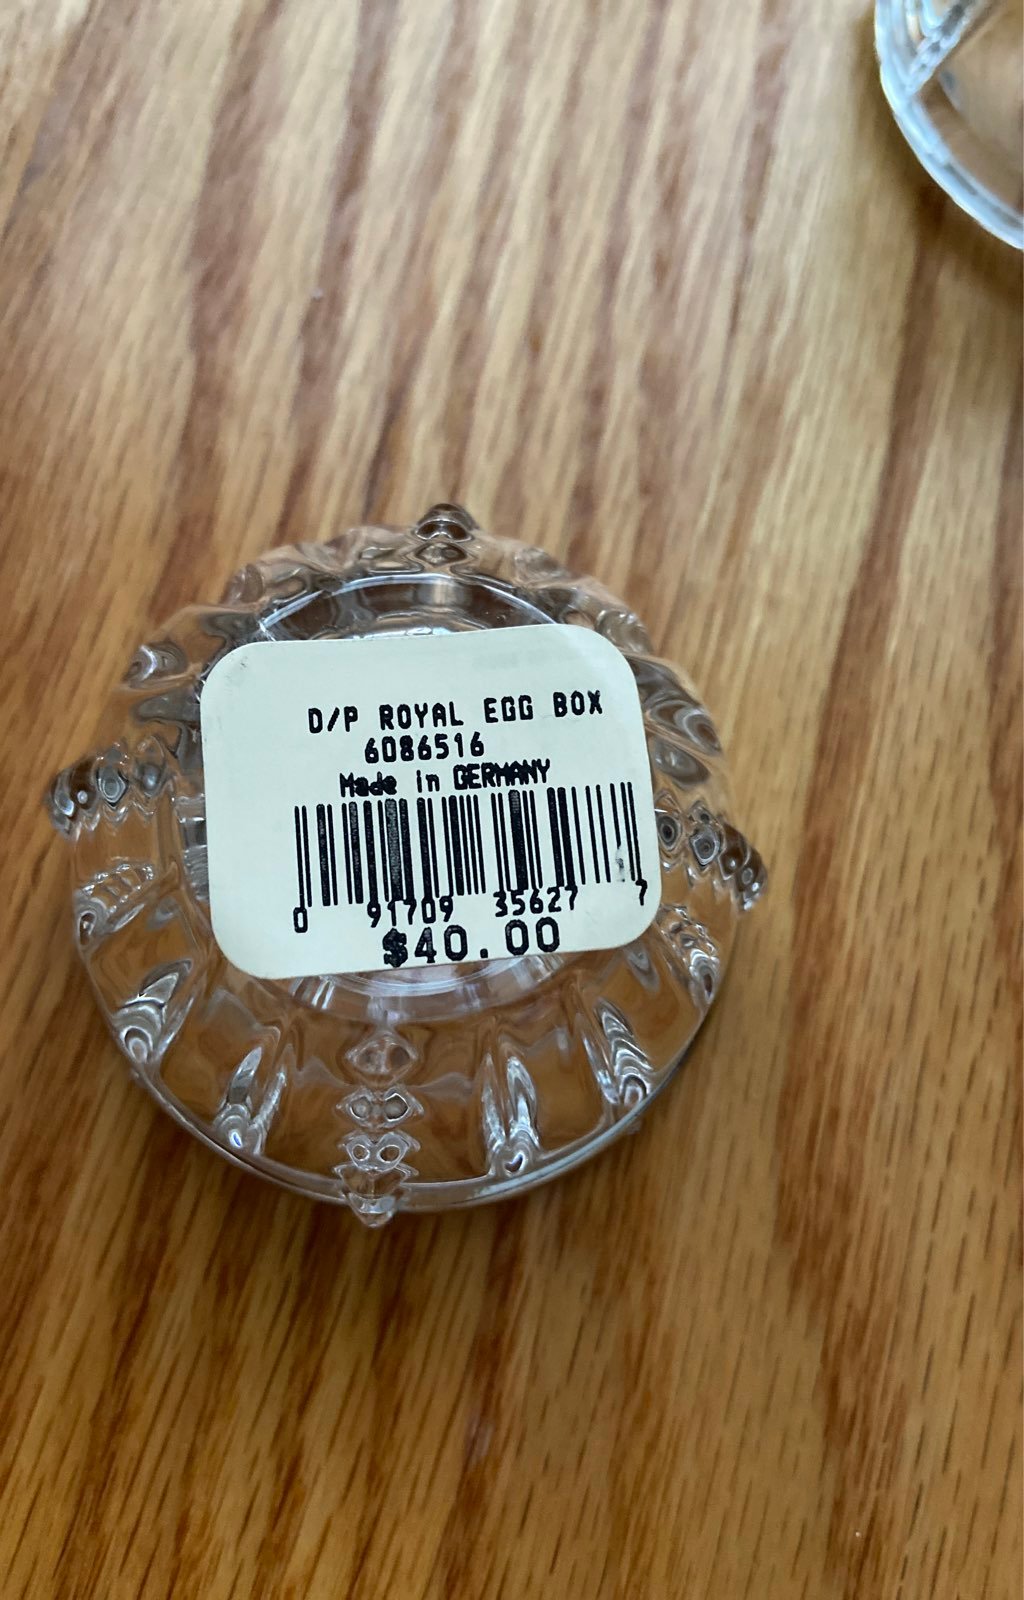 D/P ROYAL EGG BOX
6086516
Made in GERMANY
0 91709 35627 7
$40.00